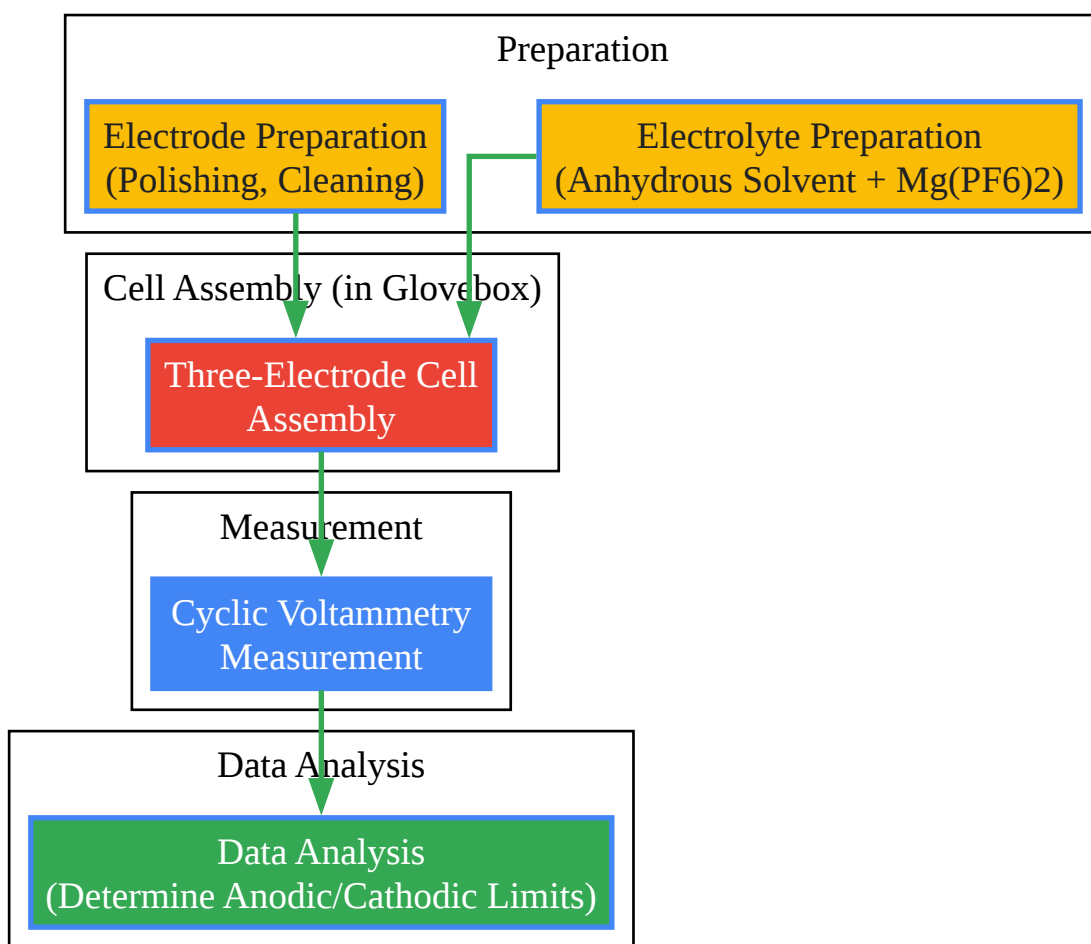 Preparation
Electrode Preparation
(Polishing, Cleaning)
Electrolyte Preparation
(Anhydrous Solvent + Mg(PF6)2)
Cell Assembly (in Glovebox)
Three-Electrode Cell
Assembly
Measurement
Cyclic Voltammetry
Measurement
Data Analysis
Data Analysis
(Determine Anodic/Cathodic Limits)